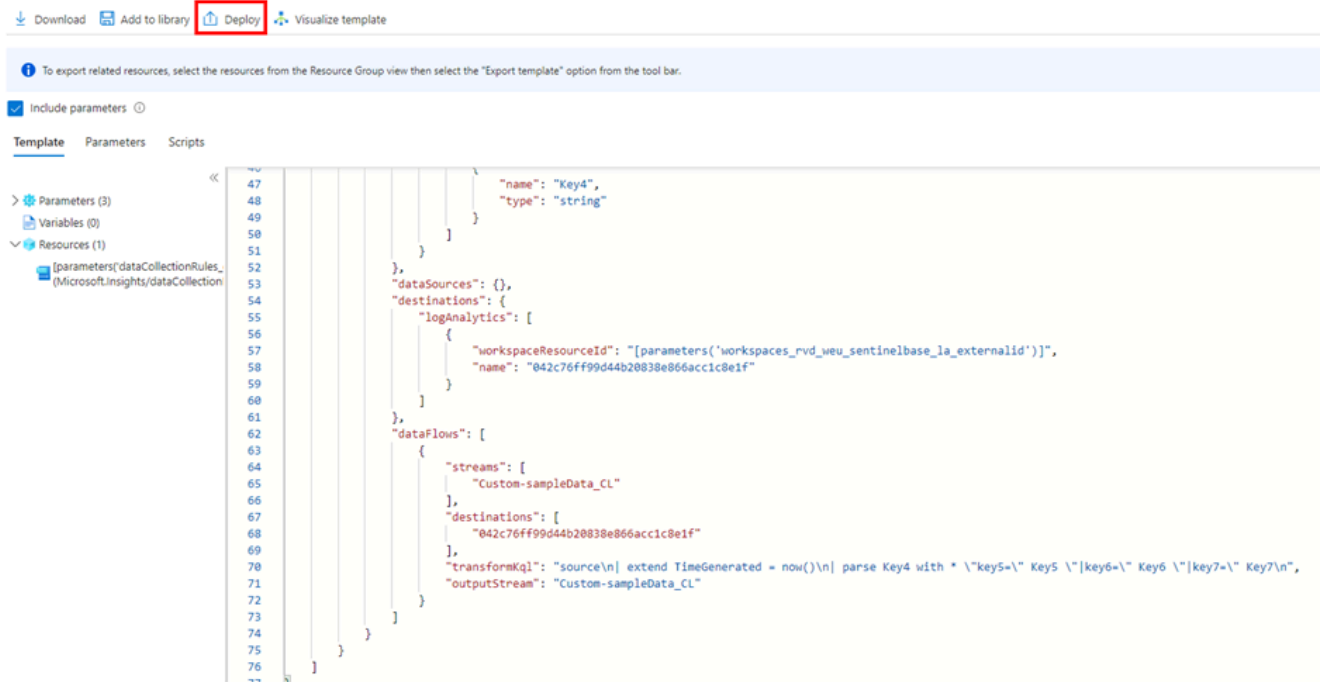 Download Add to library Deploy Visualize template
To export related resources, select the resources from the Resource Group view then select the "Export template" option from the tool bar.
Include parameters
Template Parameters Scripts
Parameters (3)
Variables (0)
Resources (1)
[parameters('dataCollectionRules_
(Microsoft.Insights/dataCollection
46 {
47 "name": "Key4",
48 "type": "string"
49 }
50 ]
51 }
52 },
53 "dataSources": {},
54 "destinations": {
55 "logAnalytics": [
56 {
57 "workspaceResourceId": "[parameters('workspaces_rvd_weu_sentinelbase_la_externalid')]",
58 "name": "042c76ff99d44b20838e866acc1c8e1f"
59 }
60 ]
61 },
62 "dataFlows": [
63 {
64 "streams": [
65 "Custom-sampleData_CL"
66 ],
67 "destinations": [
68 "042c76ff99d44b20838e866acc1c8e1f"
69 ],
70 "transformKql": "source\n| extend TimeGenerated = now()\n| parse Key4 with * \"key5=\" Key5 \"|key6=\" Key6 \"|key7=\" Key7\n",
71 "outputStream": "Custom-sampleData_CL"
72 }
73 ]
74 }
75 }
76 ]
77 }